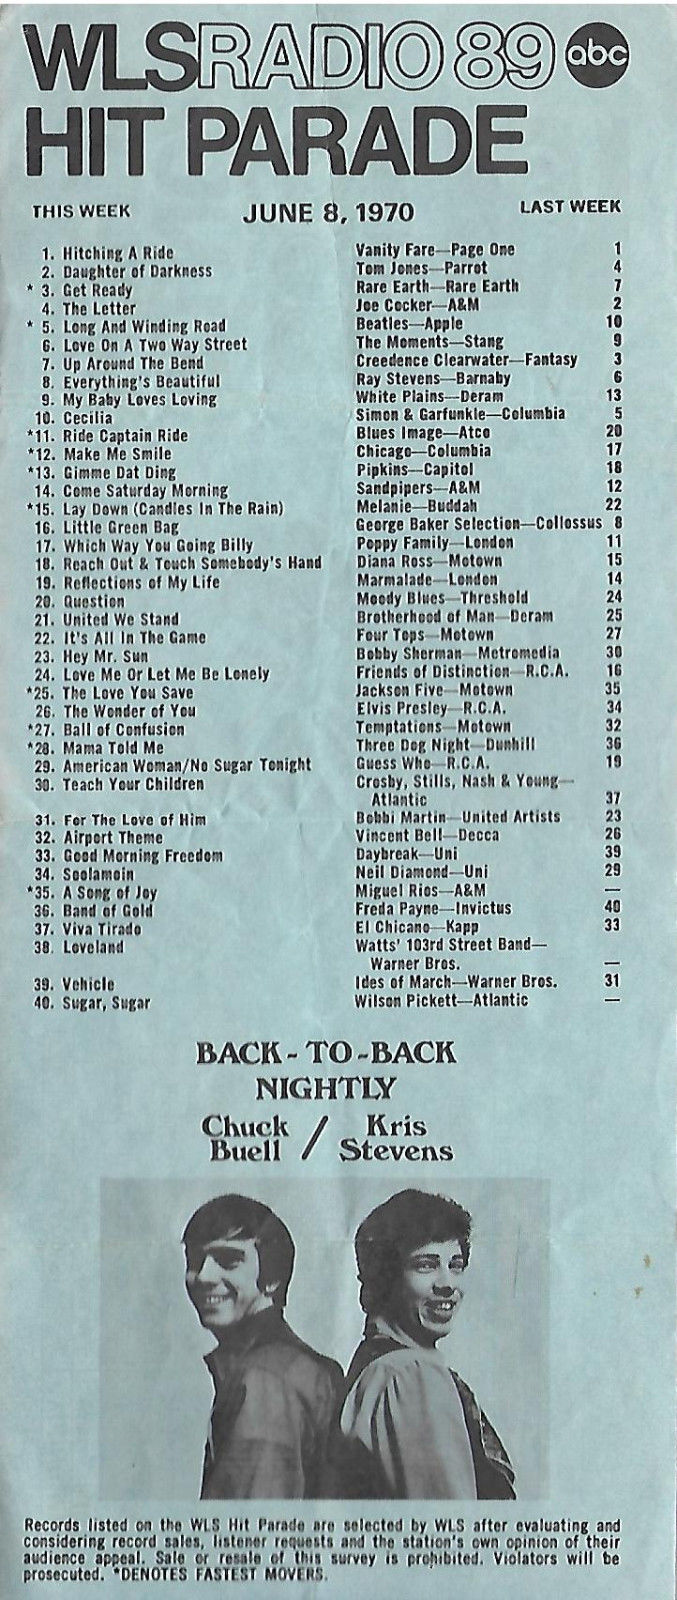 WLS RADIO 89 abc
HIT PARADE
THIS WEEK JUNE 8, 1970 LAST WEEK
1. Hitching A Ride Vanity Fare—Page One 1
2. Daughter of Darkness Tom Jones—Parrot 4
* 3. Get Ready Rare Earth—Rare Earth 7
4. The Letter Joe Cocker—A&M 2
* 5. Long And Winding Road Beatles—Apple 10
6. Love On A Two Way Street The Moments—Stang 9
7. Up Around The Bend Creedence Clearwater—Fantasy 3
8. Everything's Beautiful Ray Stevens—Barnaby 6
9. My Baby Loves Loving White Plains—Deram 13
10. Cecilia Simon & Garfunkle—Columbia 5
*11. Ride Captain Ride Blues Image—Atco 20
*12. Make Me Smile Chicago—Columbia 17
*13. Gimme Dat Ding Pipkins—Capitol 18
14. Come Saturday Morning Sandpipers—A&M 12
*15. Lay Down (Candles In The Rain) Melanie—Buddah 22
16. Little Green Bag George Baker Selection—Collossus 8
17. Which Way You Going Billy Poppy Family—London 11
18. Reach Out & Touch Somebody's Hand Diana Ross—Motown 15
19. Reflections of My Life Marmalade—London 14
20. Question Moody Blues—Threshold 24
21. United We Stand Brotherhood of Man—Deram 25
22. It's All In The Game Four Tops—Motown 27
23. Hey Mr. Sun Bobby Sherman—Metromedia 30
24. Love Me Or Let Me Be Lonely Friends of Distinction—R.C.A. 16
*25. The Love You Save Jackson Five—Motown 35
26. The Wonder of You Elvis Presley—R.C.A. 34
*27. Ball of Confusion Temptations—Motown 32
*28. Mama Told Me Three Dog Night—Dunhill 36
29. American Woman/No Sugar Tonight Guess Who—R.C.A. 19
30. Teach Your Children Crosby, Stills, Nash & Young—
Atlantic 37
31. For The Love of Him Bobbi Martin—United Artists 23
32. Airport Theme Vincent Bell—Decca 26
33. Good Morning Freedom Daybreak—Uni 39
34. Soolamoin Neil Diamond—Uni 29
*35. A Song of Joy Miguel Rios—A&M —
36. Band of Gold Freda Payne—Invictus 40
37. Viva Tirado El Chicano—Kapp 33
38. Loveland Watts' 103rd Street Band—
Warner Bros. —
39. Vehicle Ides of March—Warner Bros. 31
40. Sugar, Sugar Wilson Pickett—Atlantic —
BACK-TO-BACK
NIGHTLY
Chuck / Kris
Buell Stevens
Records listed on the WLS Hit Parade are selected by WLS after evaluating and
considering record sales, listener requests and the station's own opinion of their
audience appeal. Sale or resale of this survey is prohibited. Violators will be
prosecuted. *DENOTES FASTEST MOVERS.